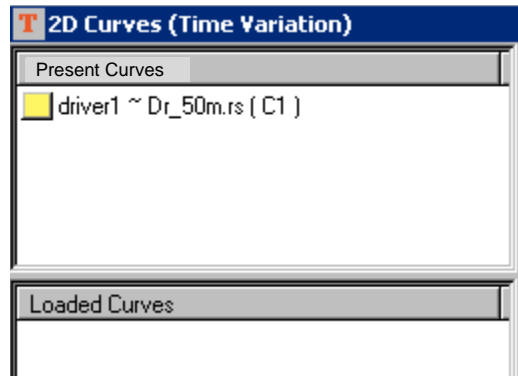 T 2D Curves (Time Variation)
Present Curves
driver1 ~ Dr_50m.rs ( C1 )
Loaded Curves